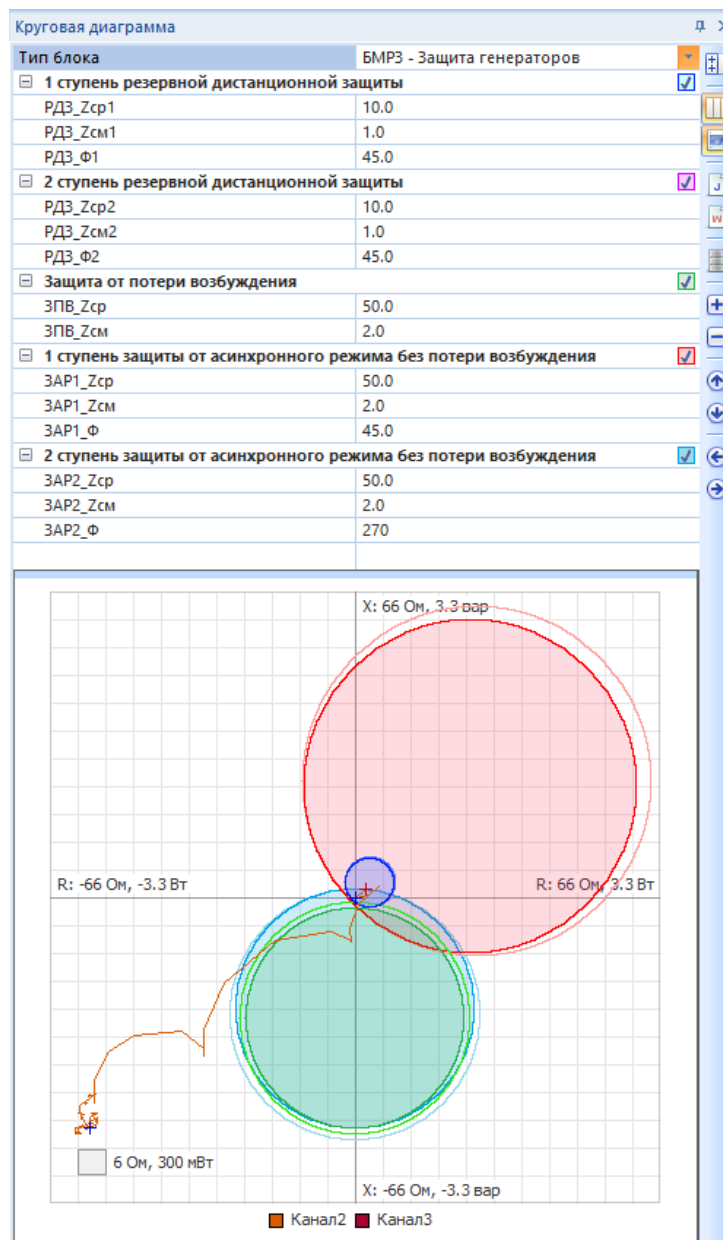 Круговая диаграмма
Тип блока БМРЗ - Защита генераторов
1 ступень резервной дистанционной защиты
РДЗ_Zср1 10.0
РДЗ_Zсм1 1.0
РДЗ_Ф1 45.0
2 ступень резервной дистанционной защиты
РДЗ_Zср2 10.0
РДЗ_Zсм2 1.0
РДЗ_Ф2 45.0
Защита от потери возбуждения
ЗПВ_Zср 50.0
ЗПВ_Zсм 2.0
1 ступень защиты от асинхронного режима без потери возбуждения
ЗАР1_Zср 50.0
ЗАР1_Zсм 2.0
ЗАР1_Ф 45.0
2 ступень защиты от асинхронного режима без потери возбуждения
ЗАР2_Zср 50.0
ЗАР2_Zсм 2.0
ЗАР2_Ф 270
X: 66 Ом, 3.3 вар
R: -66 Ом, -3.3 Вт R: 66 Ом, 3.3 Вт
6 Ом, 300 мВт
X: -66 Ом, -3.3 вар
Канал2 Канал3